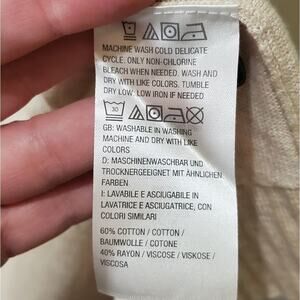 MACHINE WASH COLD DELICATE
CYCLE. ONLY NON-CHLORINE
BLEACH WHEN NEEDED. WASH AND
DRY WITH LIKE COLORS. TUMBLE
DRY LOW. LOW IRON IF NEEDED
30
GB: WASHABLE IN WASHING
MACHINE AND DRY WITH LIKE
COLORS
D: MASCHINENWASCHBAR UND
TROCKNERGEEIGNET MIT ÄHNLICHEN
FARBEN
I: LAVABILE E ASCIUGABILE IN
LAVATRICE E ASCIUGATRICE, CON
COLORI SIMILARI
60% COTTON / COTTON /
BAUMWOLLE / COTONE
40% RAYON / VISCOSE / VISKOSE /
VISCOSA